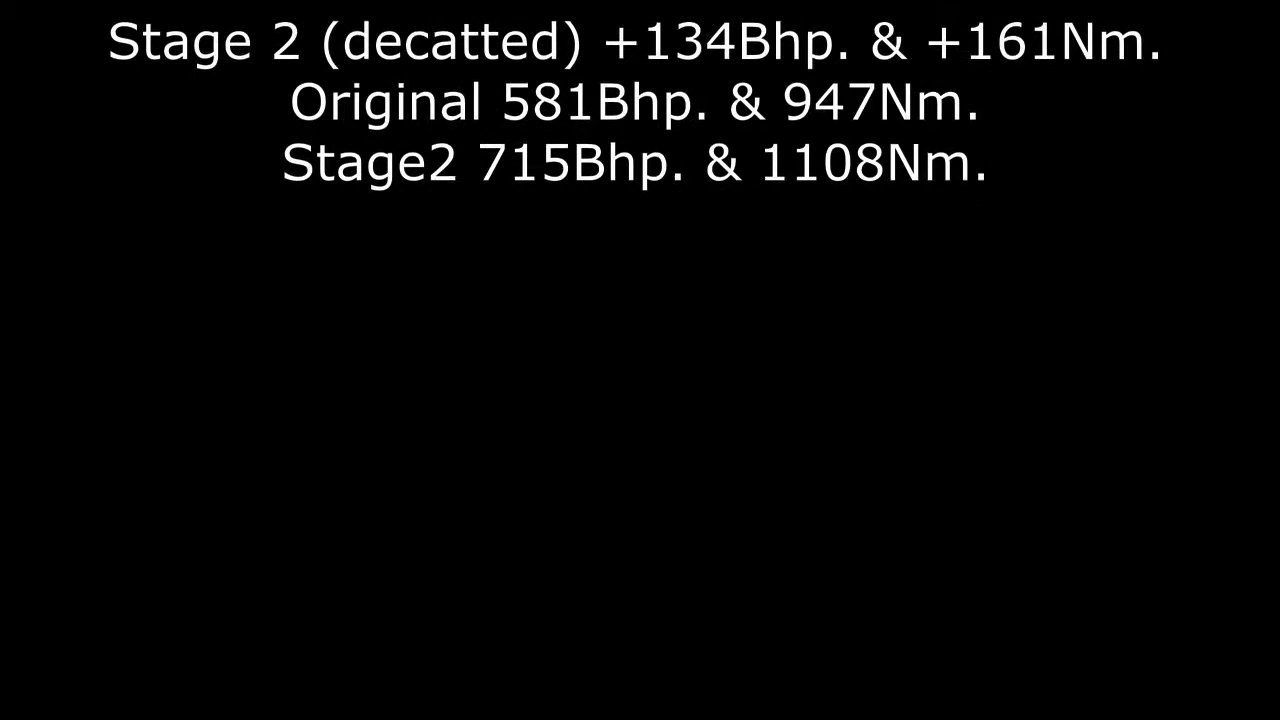 Stage 2 (decatted) +134Bhp. & +161Nm.
Original 581Bhp. & 947Nm.
Stage2 715Bhp. & 1108Nm.